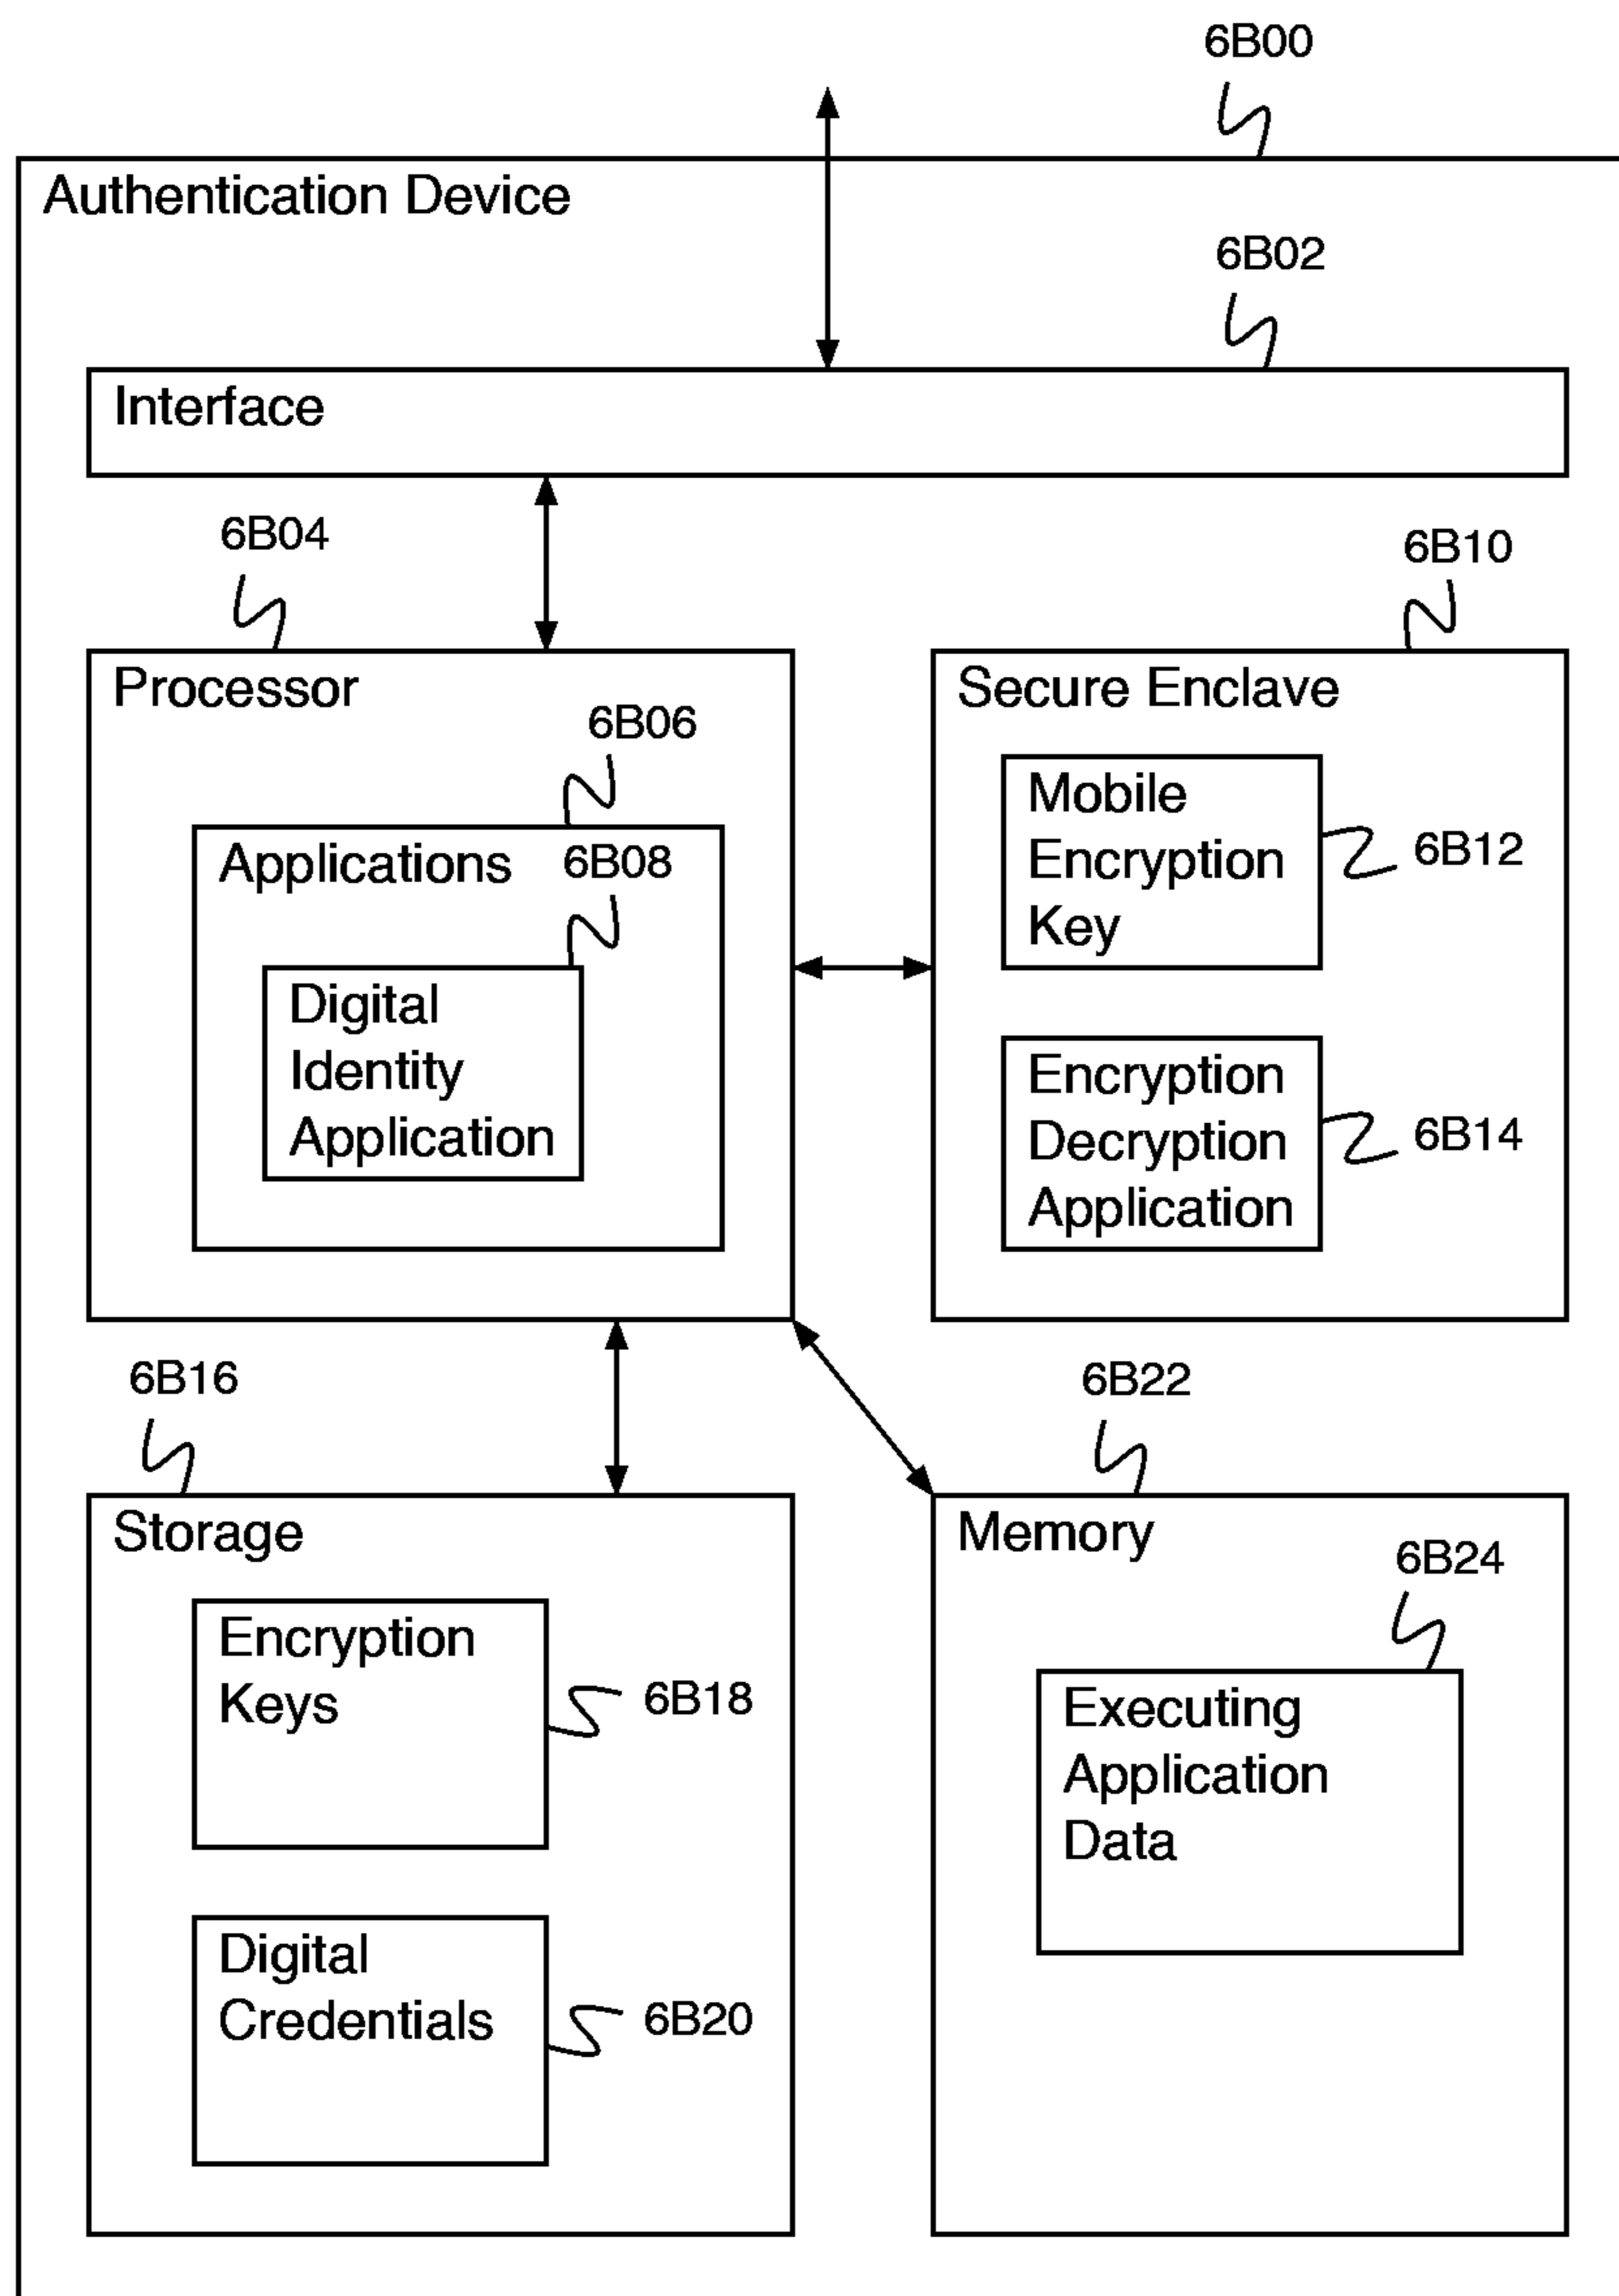 6B00
Authentication Device
6B02
Interface
6B04
6B10
Processor
Secure Enclave
6B06
Mobile
Encryption
Key
6B12
Applications
6B08
Digital
Identity
Application
Encryption
Decryption
Application
6B14
6B16
6B22
Storage
Memory
6B24
Encryption
Keys
6B18
Executing
Application
Data
Digital
Credentials
6B20